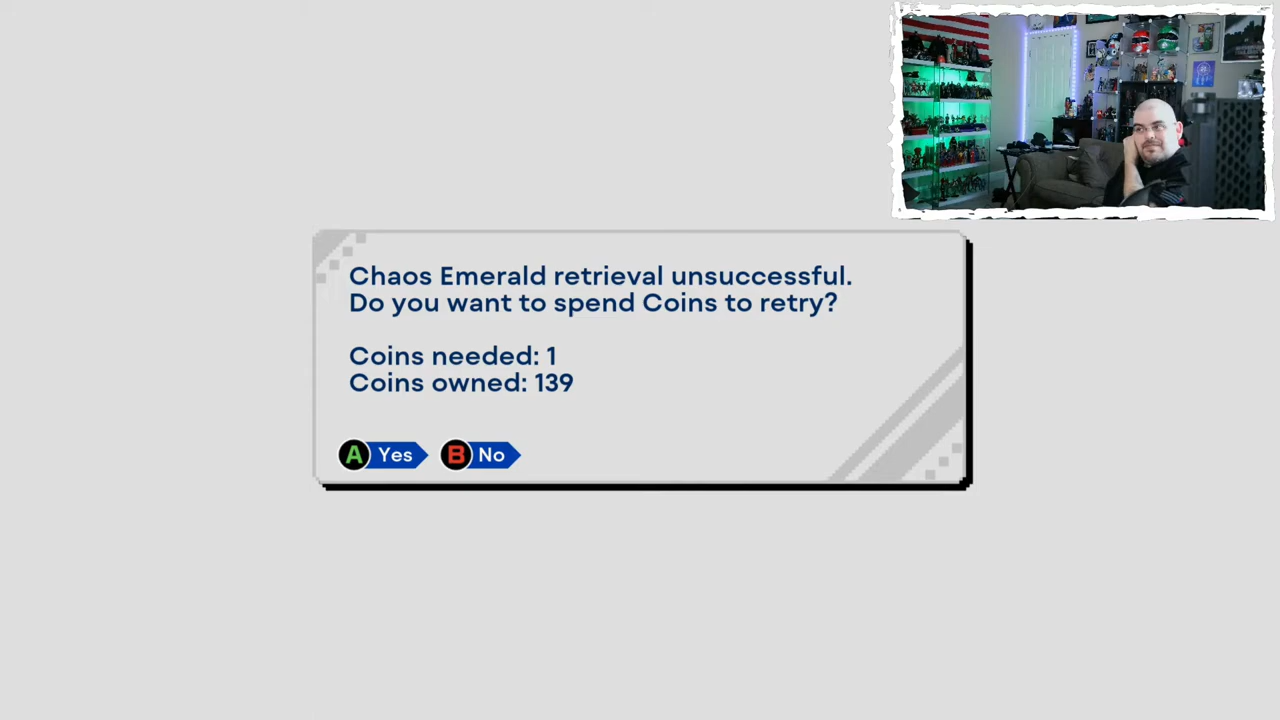 Chaos Emerald retrieval unsuccessful.
Do you want to spend Coins to retry?
Coins needed: 1
Coins owned: 139
A Yes B No